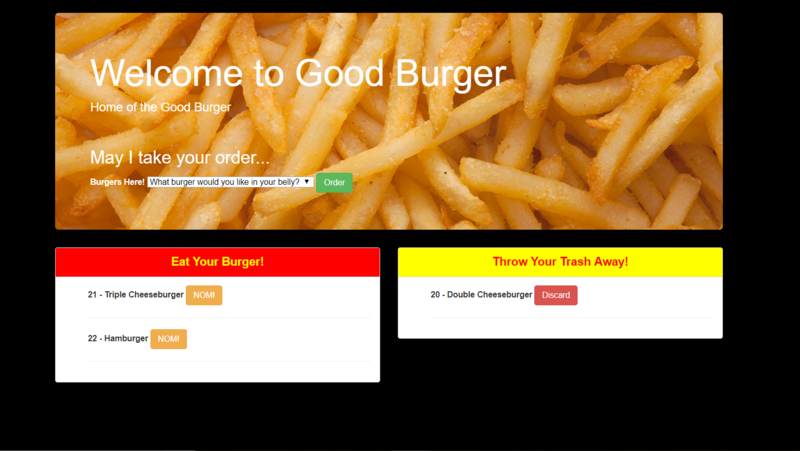 Welcome to Good Burger
Home of the Good Burger
May I take your order...
Burgers Here! What burger would you like in your belly? Order
Eat Your Burger!
21 - Triple Cheeseburger NOM!
22 - Hamburger NOM!
Throw Your Trash Away!
20 - Double Cheeseburger Discard